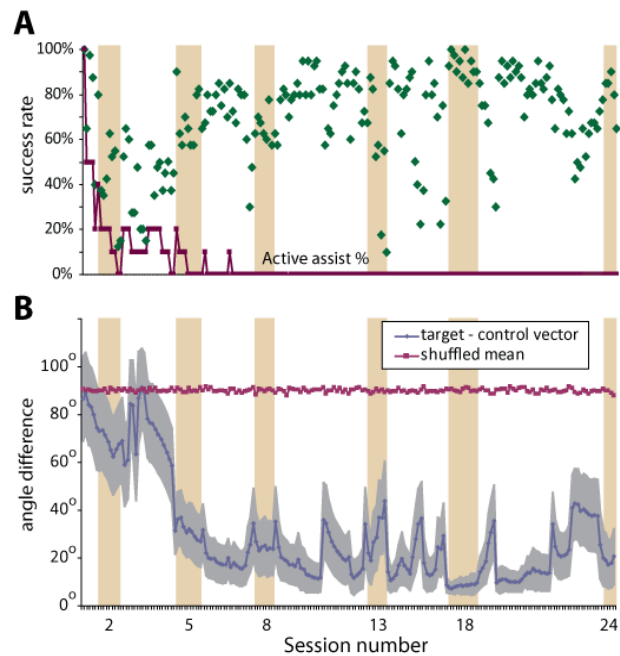 A
100%
80%
60%
40%
20%
0%
success rate
Active assist %
B
100°
80°
60°
40°
20°
0°
angle difference
target - control vector
shuffled mean
2 5 8 13 18 24
Session number